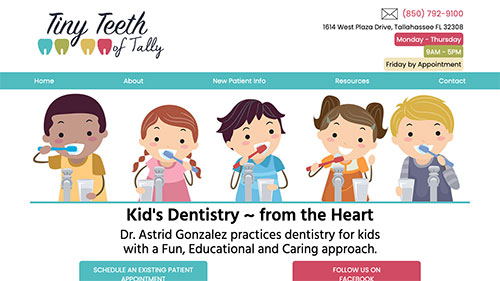 Tiny Teeth
of Tally
(850) 792-9100
1614 West Plaza Drive, Tallahassee FL 32308
Monday - Thursday
8AM - 5PM
Friday by Appointment
Home About New Patient Info Resources Contact
Kid's Dentistry ~ from the Heart
Dr. Astrid Gonzalez practices dentistry for kids
with a Fun, Educational and Caring approach.
SCHEDULE AN EXISTING PATIENT
APPOINTMENT
FOLLOW US ON
FACEBOOK